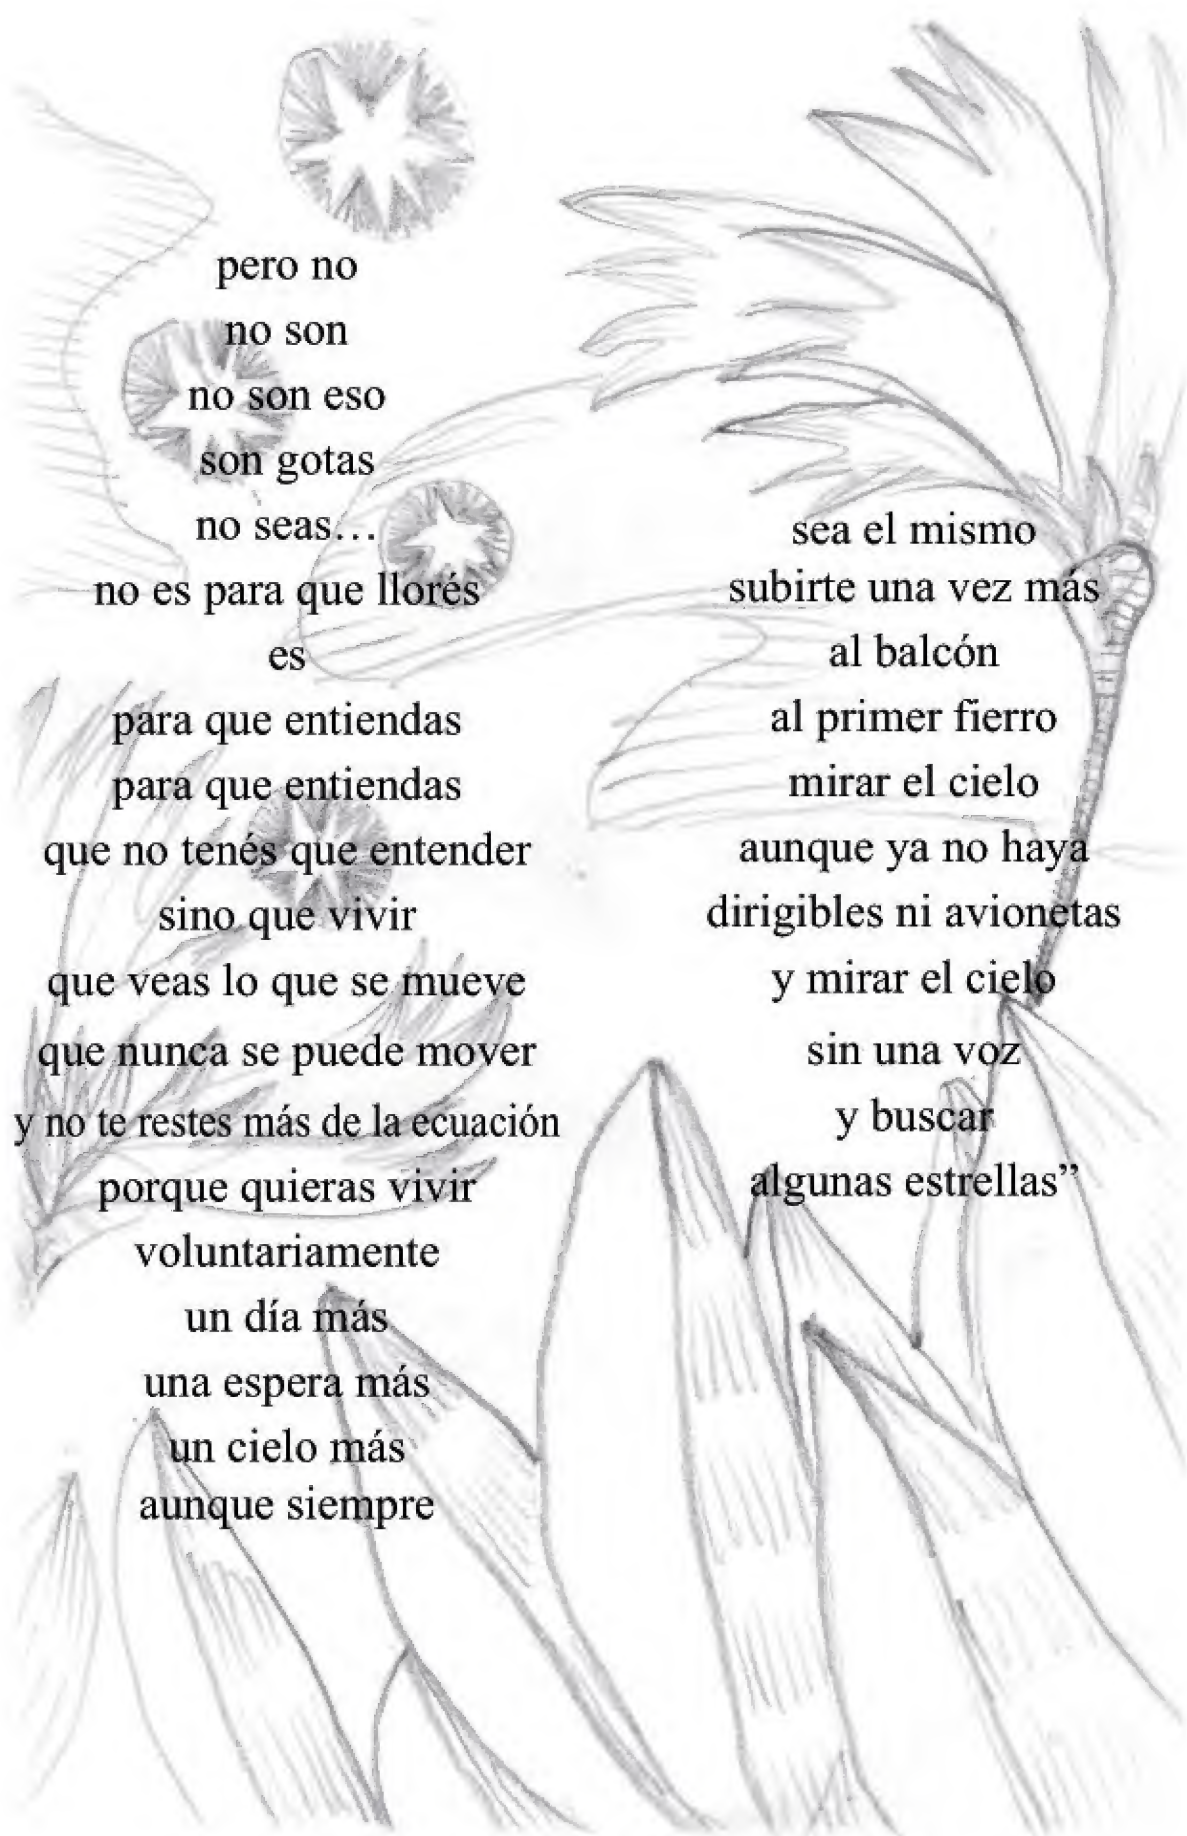 pero no
no son
no son eso
son gotas
no seas…
no es para que llorés
es
para que entiendas
para que entiendas
que no tenés que entender
sino que vivir
que veas lo que se mueve
que nunca se puede mover
y no te restes más de la ecuación
porque quieras vivir
voluntariamente
un día más
una espera más
un cielo más
aunque siempre
sea el mismo
subirte una vez más
al balcón
al primer fierro
mirar el cielo
aunque ya no haya
dirigibles ni avionetas
y mirar el cielo
sin una voz
y buscar
algunas estrellas”